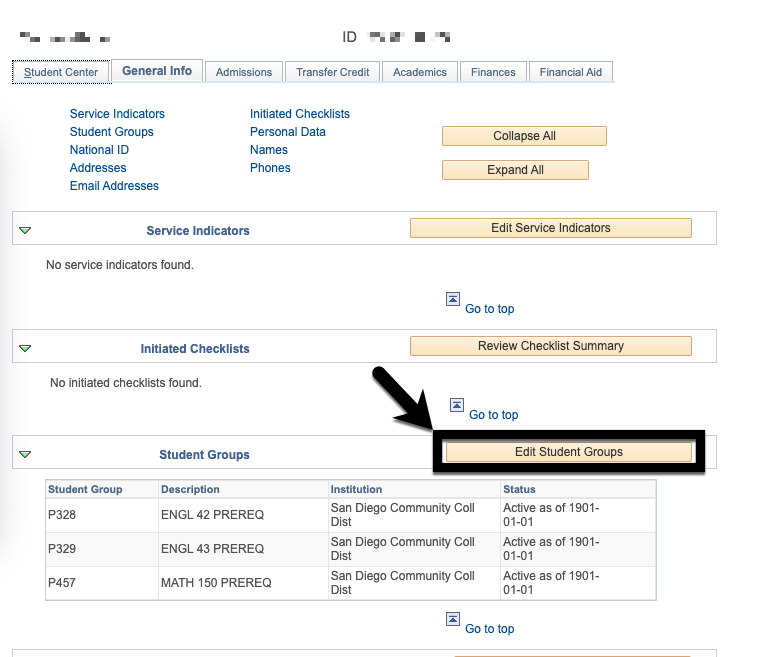 ID
Student Center General Info Admissions Transfer Credit Academics Finances Financial Aid
Service Indicators Initiated Checklists
Student Groups Personal Data
Collapse All
National ID Names
Addresses Phones
Expand All
Email Addresses
Service Indicators Edit Service Indicators
No service indicators found.
Go to top
Initiated Checklists Review Checklist Summary
No initiated checklists found.
Go to top
Student Groups Edit Student Groups
Student Group Description Institution Status
P328 ENGL 42 PREREQ San Diego Community Coll Dist Active as of 1901-01-01
P329 ENGL 43 PREREQ San Diego Community Coll Dist Active as of 1901-01-01
P457 MATH 150 PREREQ San Diego Community Coll Dist Active as of 1901-01-01
Go to top